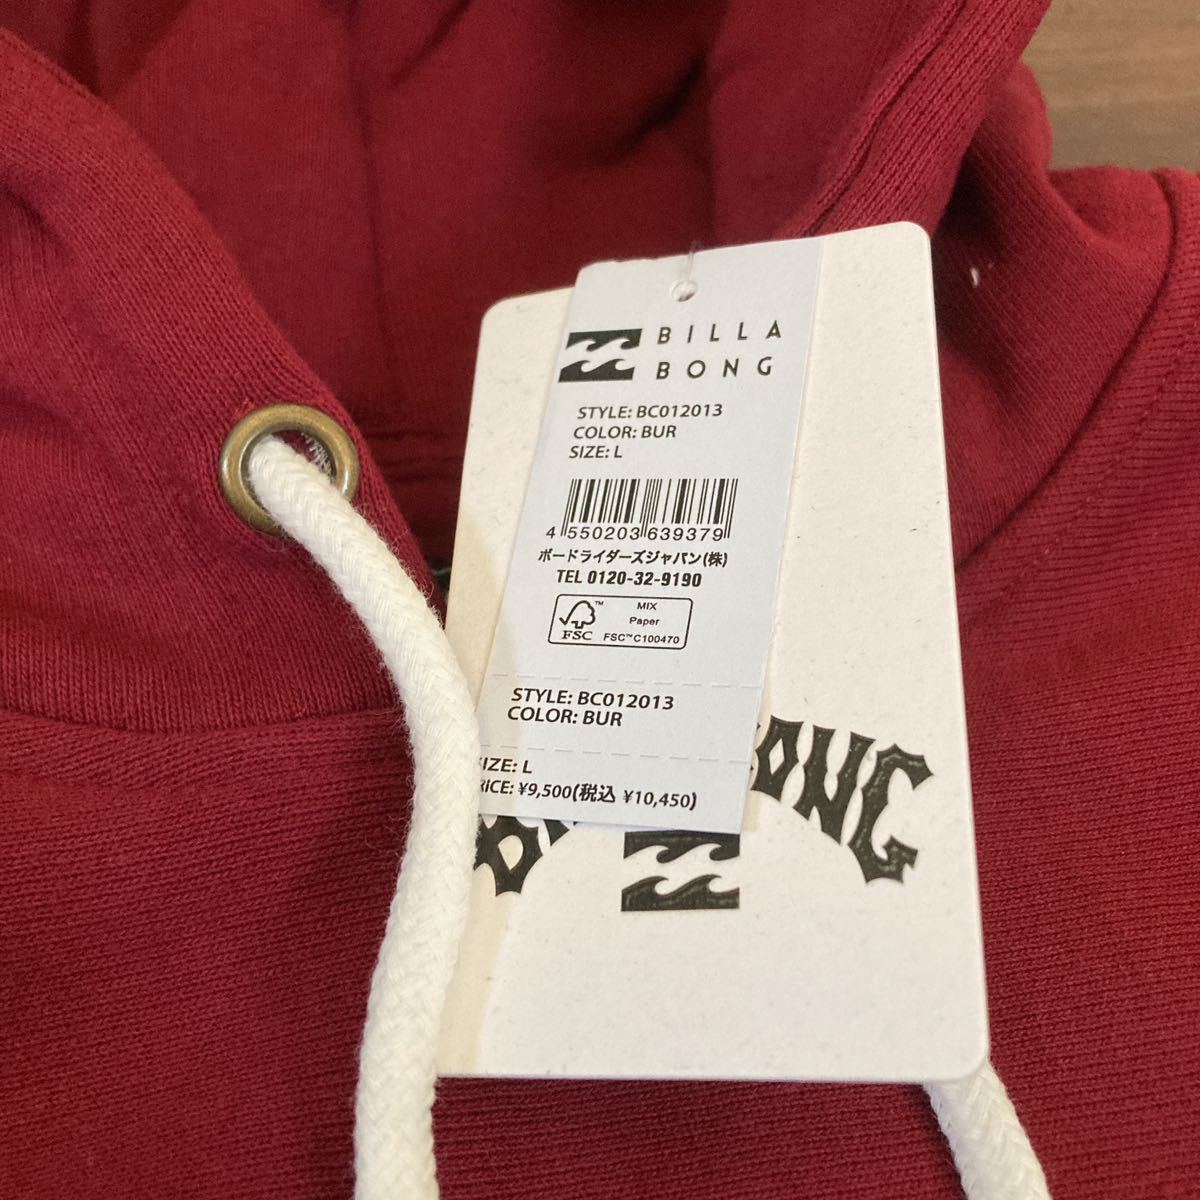 BILLA
BONG
STYLE: BC012013
COLOR: BUR
SIZE: L
4 550203 639379
ボードライダーズジャパン(株)
TEL 0120-32-9190
FSC™
MIX
Paper
FSC™C100470
STYLE: BC012013
COLOR: BUR
IZE: L
RICE: ¥9,500(税込 ¥10,450)
B
ONG